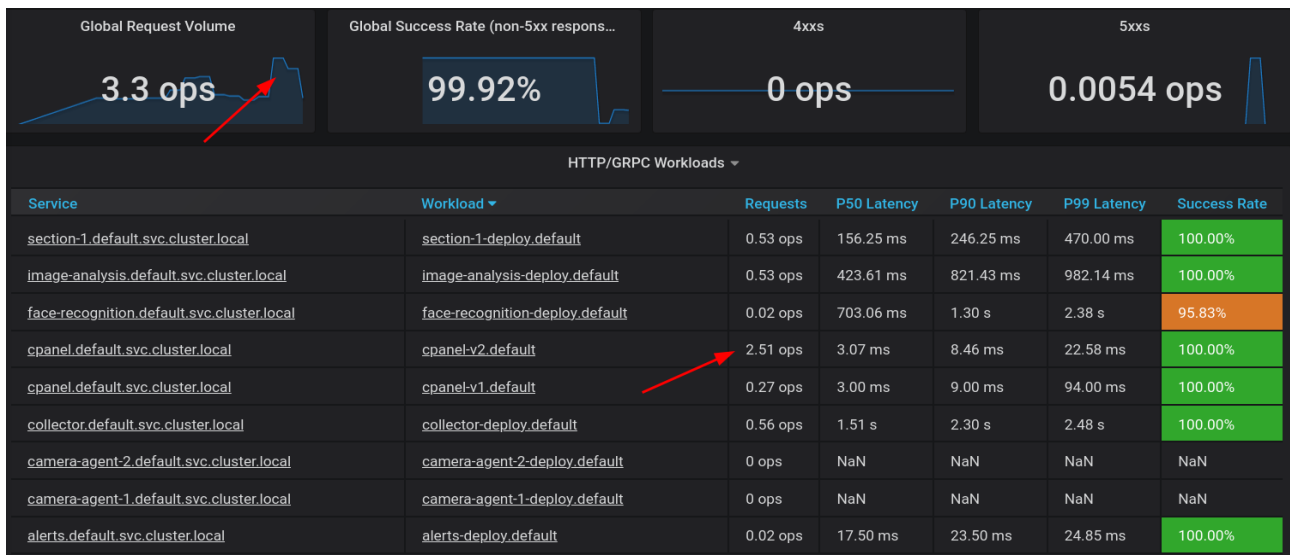 Global Request Volume
3.3 ops
Global Success Rate (non-5xx respons...
99.92%
4xxs
0 ops
5xxs
0.0054 ops
HTTP/GRPC Workloads
Service Workload Requests P50 Latency P90 Latency P99 Latency Success Rate
section-1.default.svc.cluster.local section-1-deploy.default 0.53 ops 156.25 ms 246.25 ms 470.00 ms 100.00%
image-analysis.default.svc.cluster.local image-analysis-deploy.default 0.53 ops 423.61 ms 821.43 ms 982.14 ms 100.00%
face-recognition.default.svc.cluster.local face-recognition-deploy.default 0.02 ops 703.06 ms 1.30 s 2.38 s 95.83%
cpanel.default.svc.cluster.local cpanel-v2.default 2.51 ops 3.07 ms 8.46 ms 22.58 ms 100.00%
cpanel.default.svc.cluster.local cpanel-v1.default 0.27 ops 3.00 ms 9.00 ms 94.00 ms 100.00%
collector.default.svc.cluster.local collector-deploy.default 0.56 ops 1.51 s 2.30 s 2.48 s 100.00%
camera-agent-2.default.svc.cluster.local camera-agent-2-deploy.default 0 ops NaN NaN NaN NaN
camera-agent-1.default.svc.cluster.local camera-agent-1-deploy.default 0 ops NaN NaN NaN NaN
alerts.default.svc.cluster.local alerts-deploy.default 0.02 ops 17.50 ms 23.50 ms 24.85 ms 100.00%